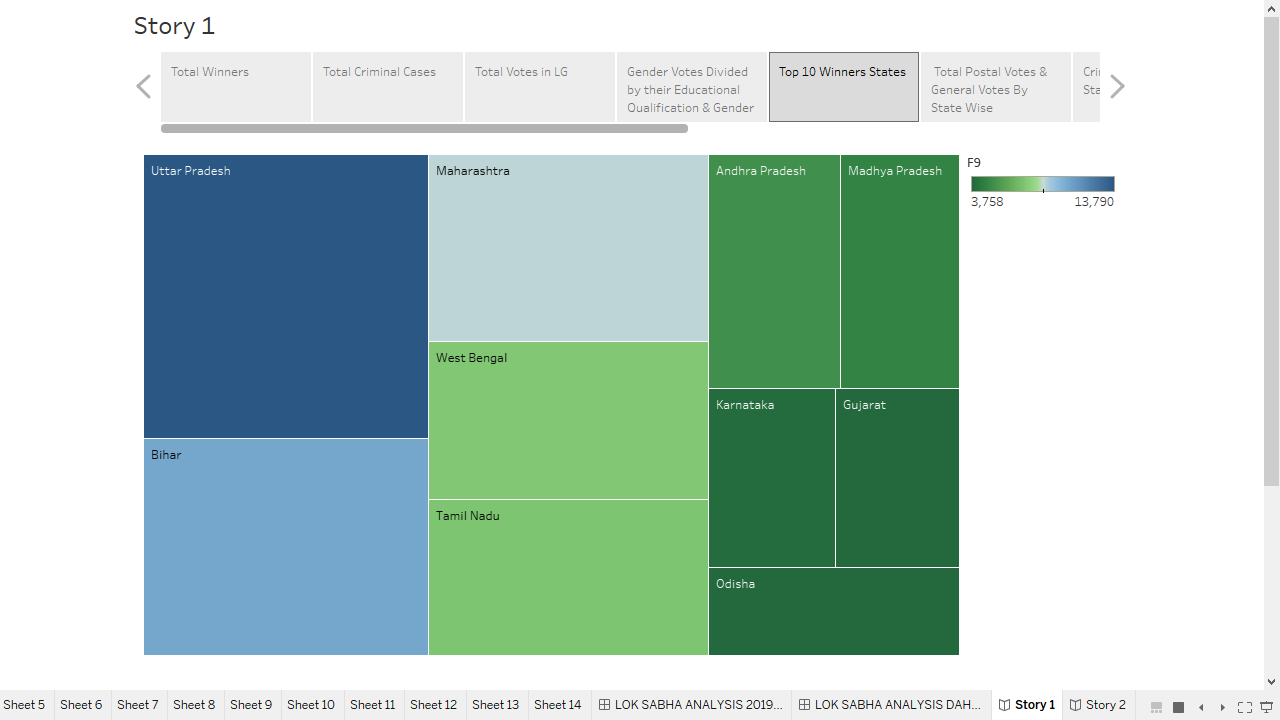 Story 1
Total Winners
Total Criminal Cases
Total Votes in LG
Gender Votes Divided
by their Educational
Qualification & Gender
Top 10 Winners States
Total Postal Votes &
General Votes By
State Wise
Uttar Pradesh
Maharashtra
Andhra Pradesh
Madhya Pradesh
F9
3,758
13,790
West Bengal
Karnataka
Gujarat
Bihar
Tamil Nadu
Odisha
Sheet 5
Sheet 6
Sheet 7
Sheet 8
Sheet 9
Sheet 10
Sheet 11
Sheet 12
Sheet 13
Sheet 14
LOK SABHA ANALYSIS 2019...
LOK SABHA ANALYSIS DAH...
Story 1
Story 2